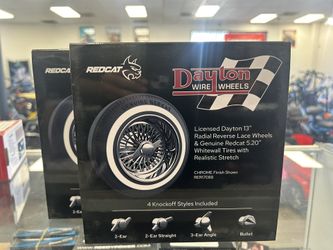 REDCAT
Dayton
WIRE WHEELS
Licensed Dayton 13"
Radial Reverse Lace Wheels
& Genuine Redcat 5.20"
Whitewall Tires with
Realistic Stretch
CHROME Finish Shown
4 Knockoff Styles Included
2-Ear
2-Ear Straight
3-Ear Angle
Bullet
REDCAT